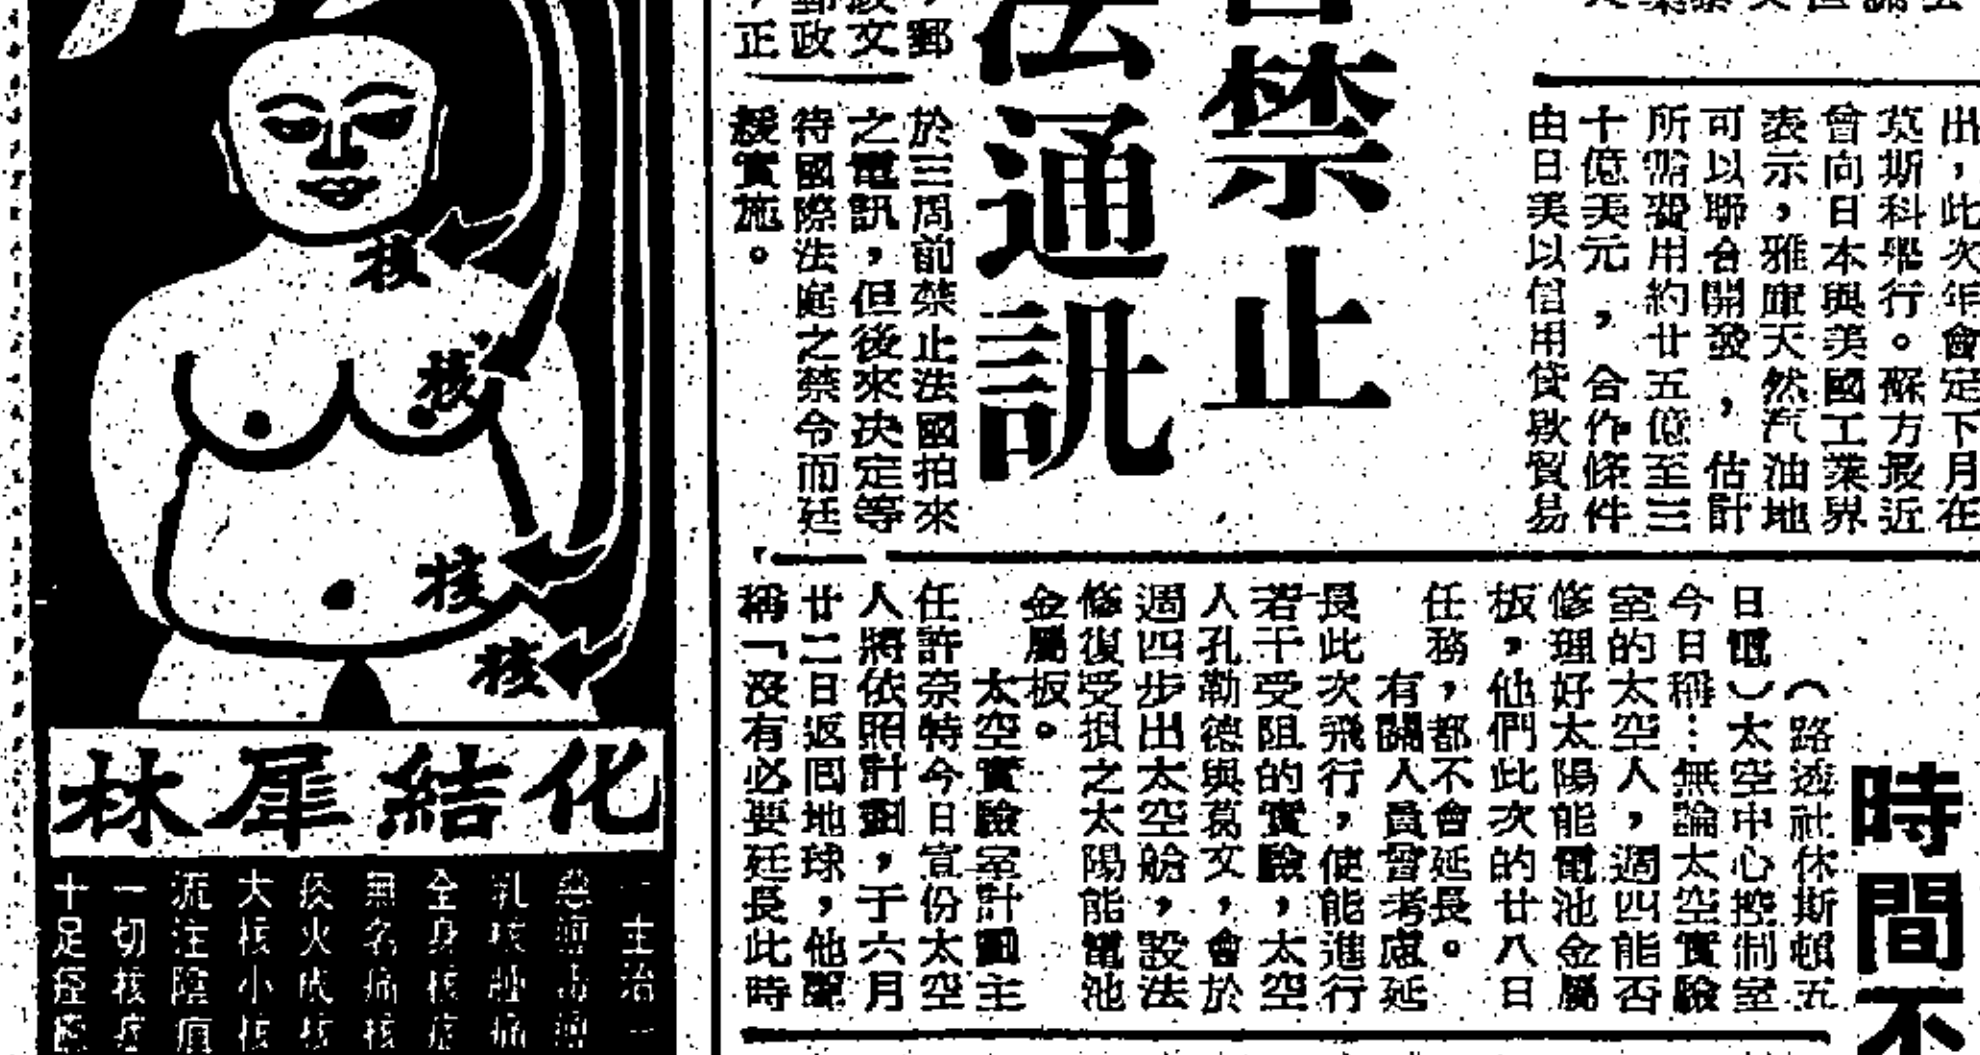 出，此次年會定下月在
莫斯科舉行。蘇方最近
曾向日本與美國工業界
表示，雅庫天然汽油地
可以聯合開發，估計
所需費用約廿五億至三
十億美元，合作條件
由日美以信用貸款貿易
禁止
法通訊
，郵
政文
郵政
，正
於三周前禁止法國拍來
之電訊，但後來決定等
待國際法庭之禁令而延
緩實施。
時間不
（路透社休斯頓五
日電）太空中心控制室
今日稱：無論太空實驗
室的太空人，週四能否
修理好太陽能電池金屬
板，他們此次的廿八日
任務，都不會延長。
有關人員曾考慮延
長此次飛行，使能進行
若干受阻的實驗，太空
人孔勒德與葛文，會於
週四步出太空艙，設法
修復受損之太陽能電池
金屬板。
太空實驗室計劃主
任許奈特今日宣份太空
人將依照計劃，于六月
廿二日返囘地球，他聲
稱「沒有必要延長此時
核
核
核
核
化結犀林
主治
乳核腫痛
全身核症
無名痛核
痰火成核
大核小核
流注陰疽
一切核症
十足痙